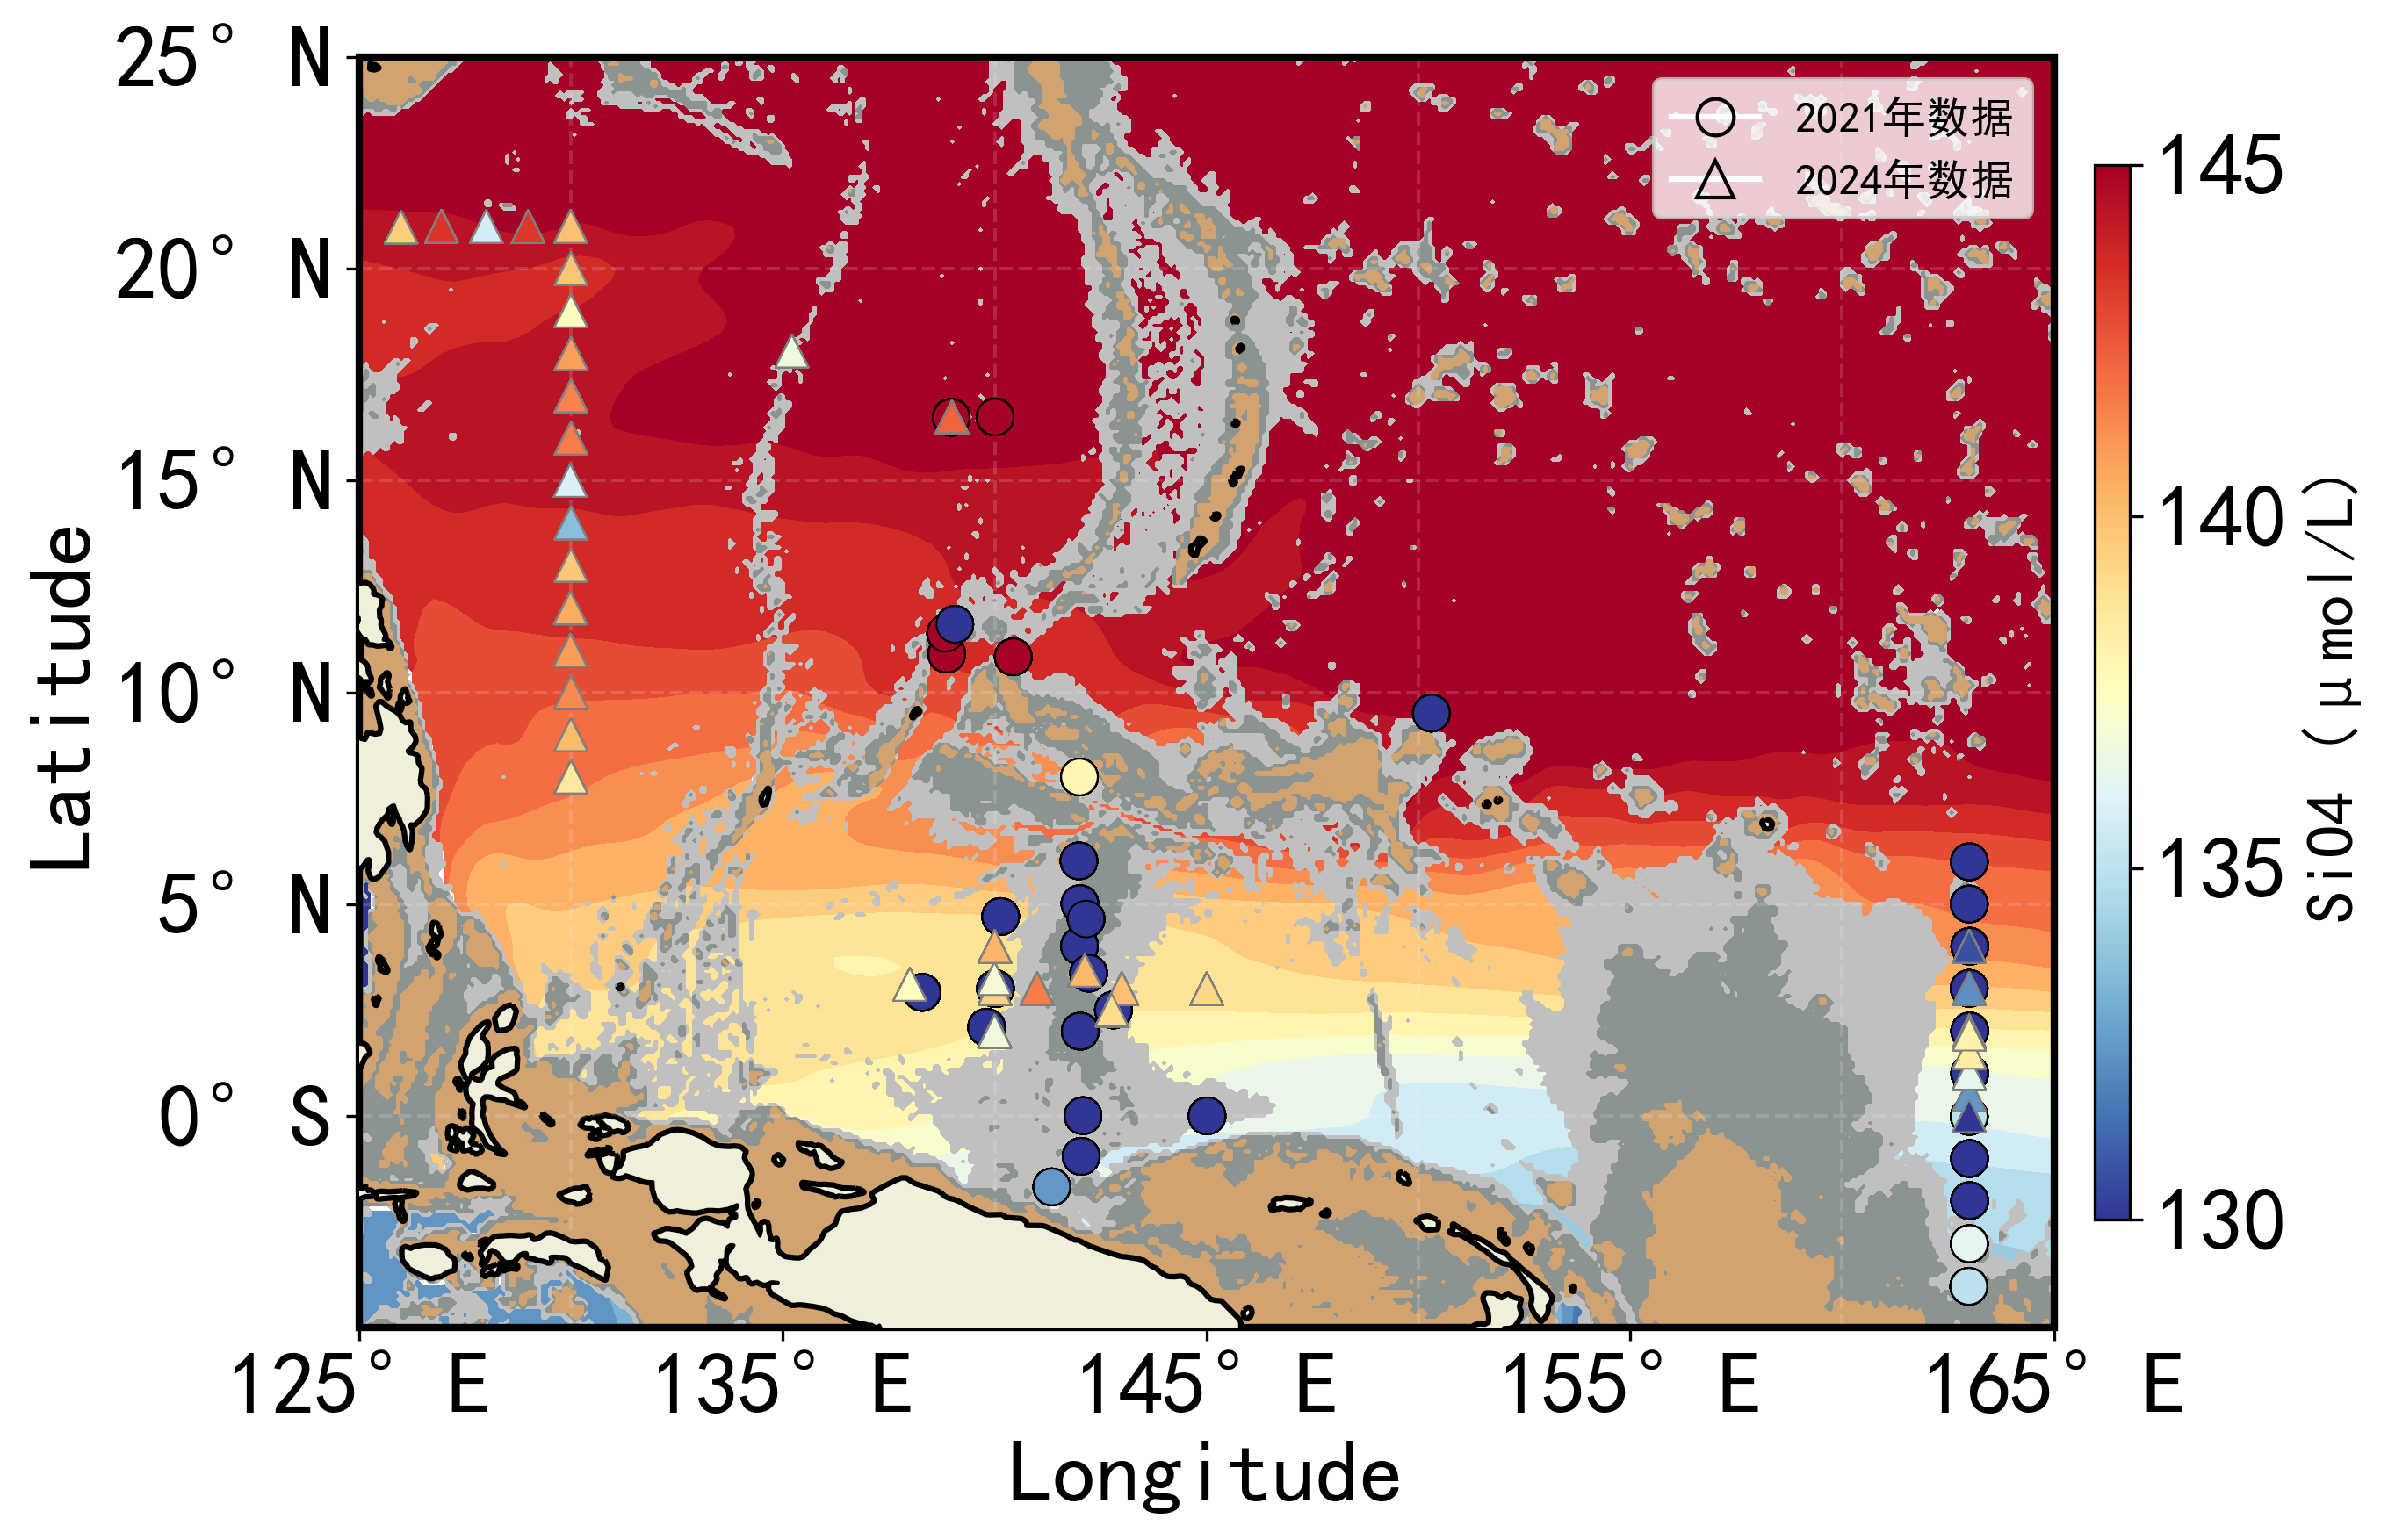 25° N
20° N
15° N
10° N
5° N
0° S
Latitude
125° E
135° E
145° E
155° E
165° E
Longitude
2021年数据
2024年数据
145
140
135
130
SiO4 (μmol/L)